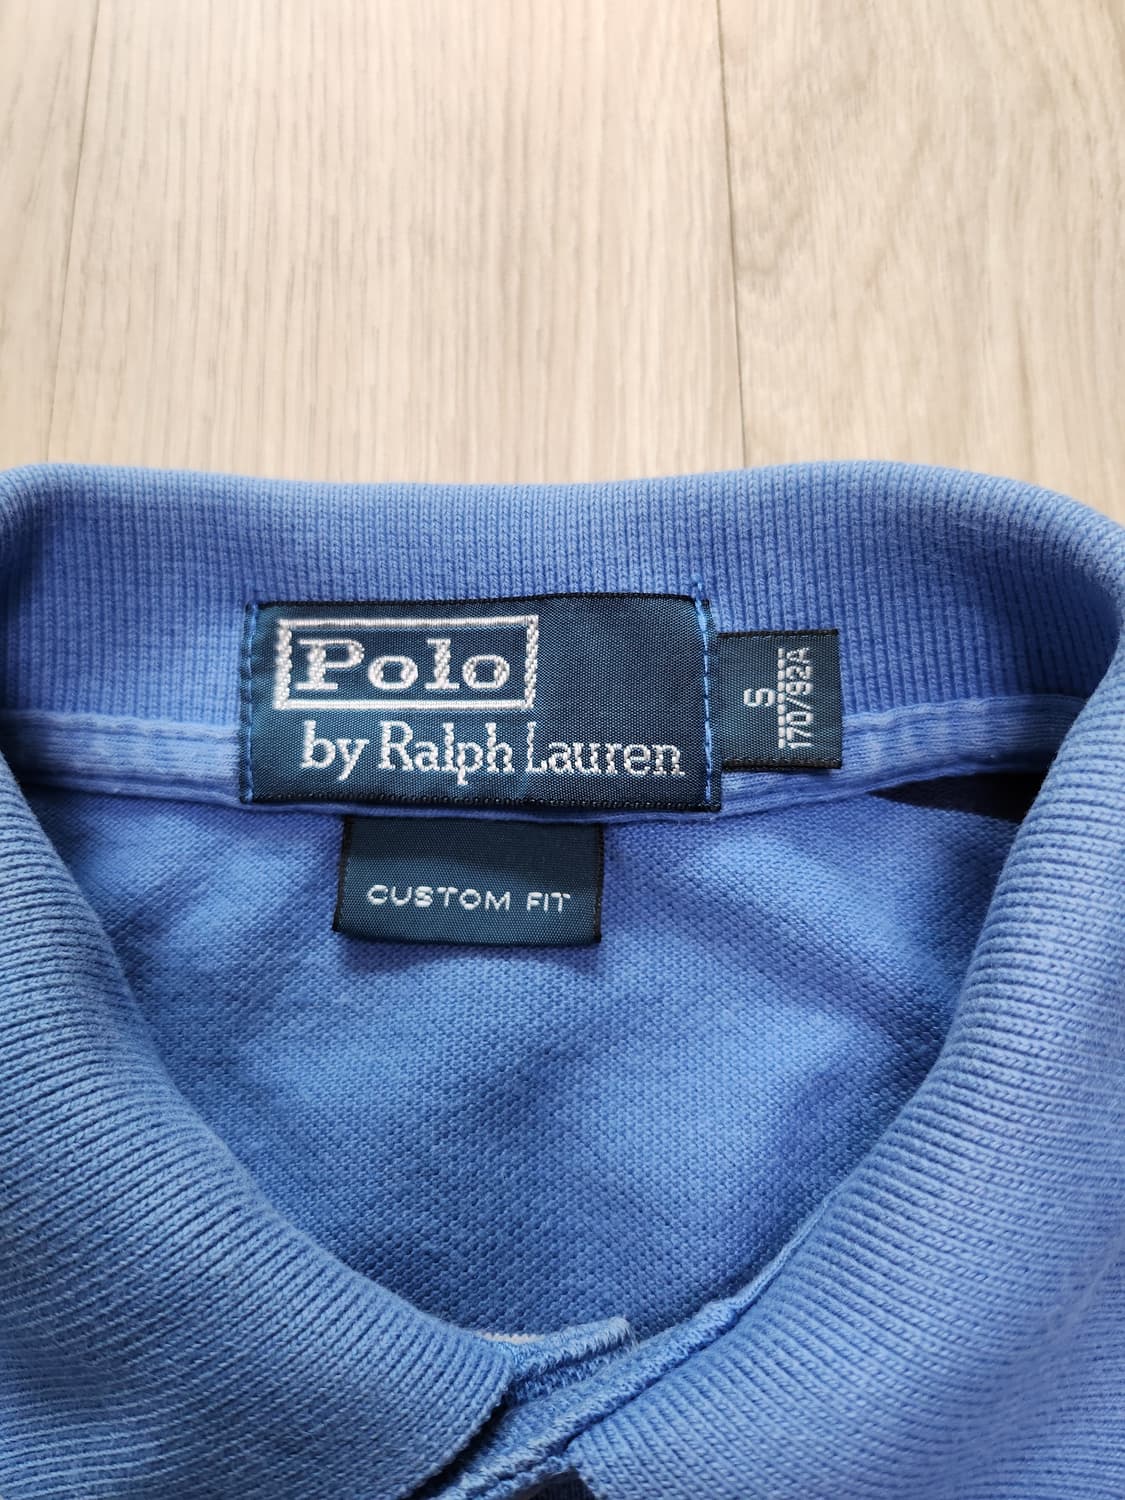 Polo
by Ralph Lauren
S
170/92A
CUSTOM FIT